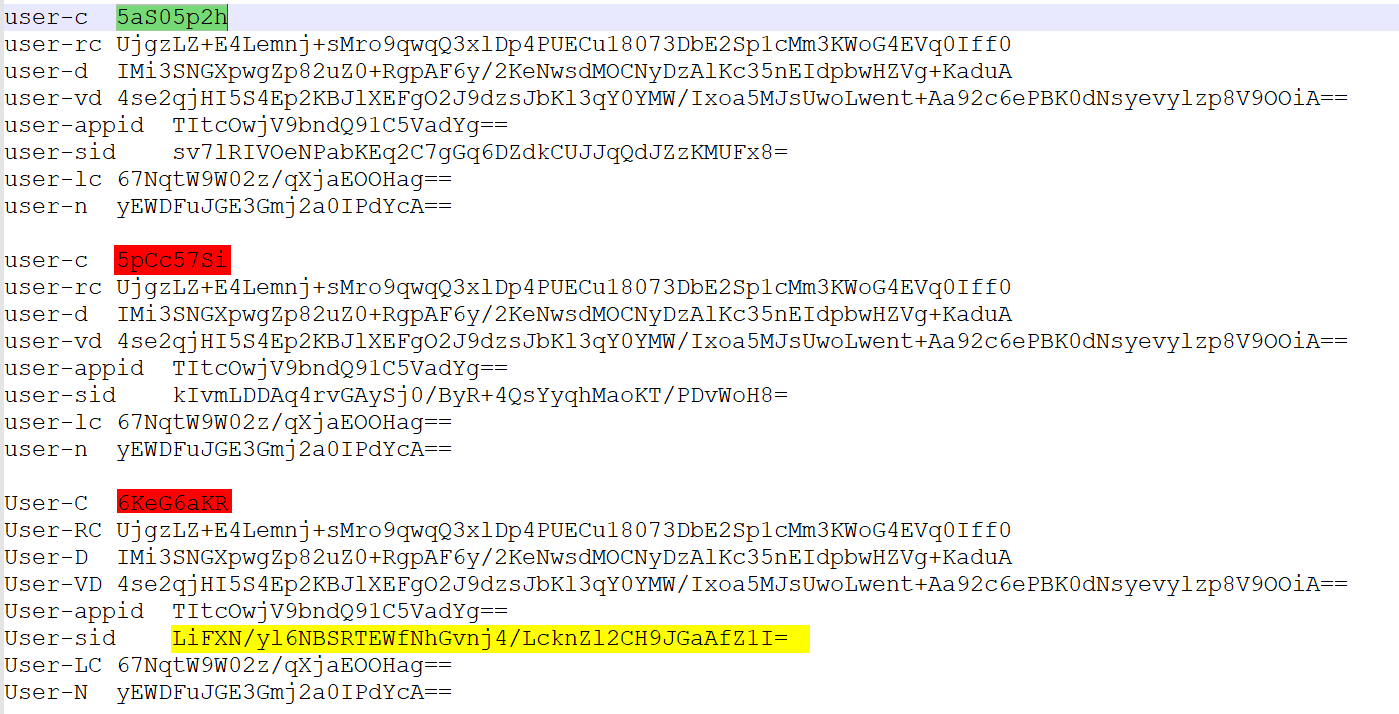 user-c 5aS05p2h
user-rc UjgzLZ+E4Lemnj+sMro9qwqQ3xlDp4PUECu18073DbE2Sp1cMm3KWoG4EVq0Iff0
user-d IMi3SNGXpwgZp82uZ0+RgpAF6y/2KeNwsdMOCNyDzAlKc35nEIdpbwHZVg+KaduA
user-vd 4se2qjHI5S4Ep2KBJlXEFgO2J9dzsJbKl3qY0YMW/Ixoa5MJsUwoLwent+Aa92c6ePBK0dNsyevylzp8V9OOiA==
user-appid TItcOwjV9bndQ91C5VadYg==
user-sid sv7lRIVOeNPabKEq2C7gGq6DZdkCUJJqQdJZzKMUFx8=
user-lc 67NqtW9W02z/qXjaEOOHag==
user-n yEWDFuJGE3Gmj2a0IPdYcA==
user-c 5pCc57Si
user-rc UjgzLZ+E4Lemnj+sMro9qwqQ3xlDp4PUECu18073DbE2Sp1cMm3KWoG4EVq0Iff0
user-d IMi3SNGXpwgZp82uZ0+RgpAF6y/2KeNwsdMOCNyDzAlKc35nEIdpbwHZVg+KaduA
user-vd 4se2qjHI5S4Ep2KBJlXEFgO2J9dzsJbKl3qY0YMW/Ixoa5MJsUwoLwent+Aa92c6ePBK0dNsyevylzp8V9OOiA==
user-appid TItcOwjV9bndQ91C5VadYg==
user-sid kIvmLDDAq4rvGAySj0/ByR+4QsYyqhMaoKT/PDvWoH8=
user-lc 67NqtW9W02z/qXjaEOOHag==
user-n yEWDFuJGE3Gmj2a0IPdYcA==
User-C 6KeG6aKR
User-RC UjgzLZ+E4Lemnj+sMro9qwqQ3xlDp4PUECu18073DbE2Sp1cMm3KWoG4EVq0Iff0
User-D IMi3SNGXpwgZp82uZ0+RgpAF6y/2KeNwsdMOCNyDzAlKc35nEIdpbwHZVg+KaduA
User-VD 4se2qjHI5S4Ep2KBJlXEFgO2J9dzsJbKl3qY0YMW/Ixoa5MJsUwoLwent+Aa92c6ePBK0dNsyevylzp8V9OOiA==
User-appid TItcOwjV9bndQ91C5VadYg==
User-sid LiFXN/yl6NBSRTEWfNhGvnj4/LcknZl2CH9JGaAfZ1I=
User-LC 67NqtW9W02z/qXjaEOOHag==
User-N yEWDFuJGE3Gmj2a0IPdYcA==